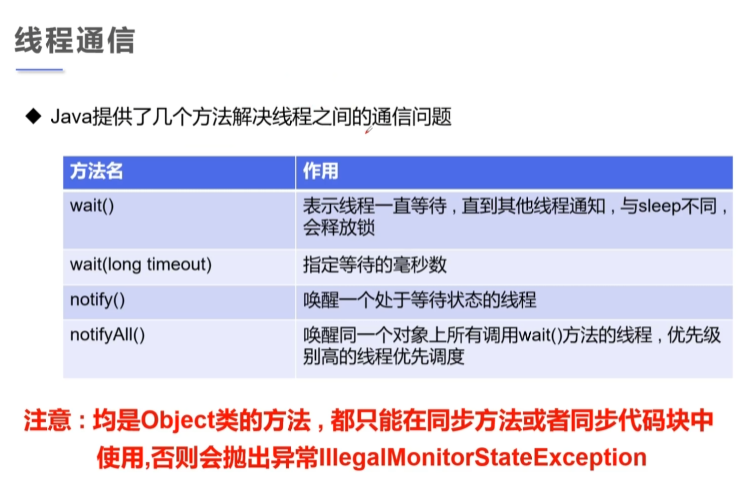 线程通信
◆ Java提供了几个方法解决线程之间的通信问题
方法名 作用
wait() 表示线程一直等待，直到其他线程通知，与sleep不同，
会释放锁
wait(long timeout) 指定等待的毫秒数
notify() 唤醒一个处于等待状态的线程
notifyAll() 唤醒同一个对象上所有调用wait()方法的线程，优先级
别高的线程优先调度
注意：均是Object类的方法，都只能在同步方法或者同步代码块中
使用,否则会抛出异常IllegalMonitorStateException